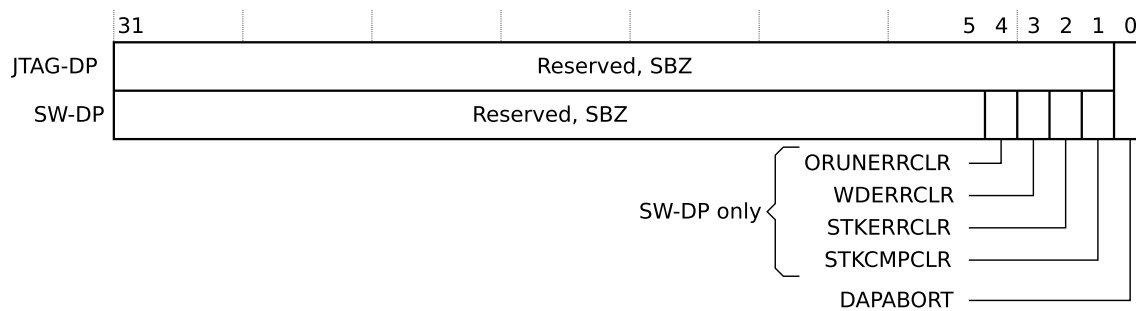 31 5 4 3 2 1 0
JTAG-DP Reserved, SBZ
SW-DP Reserved, SBZ
ORUNERRCLR
WDERRCLR
SW-DP only
STKERRCLR
STKCMPCLR
DAPABORT